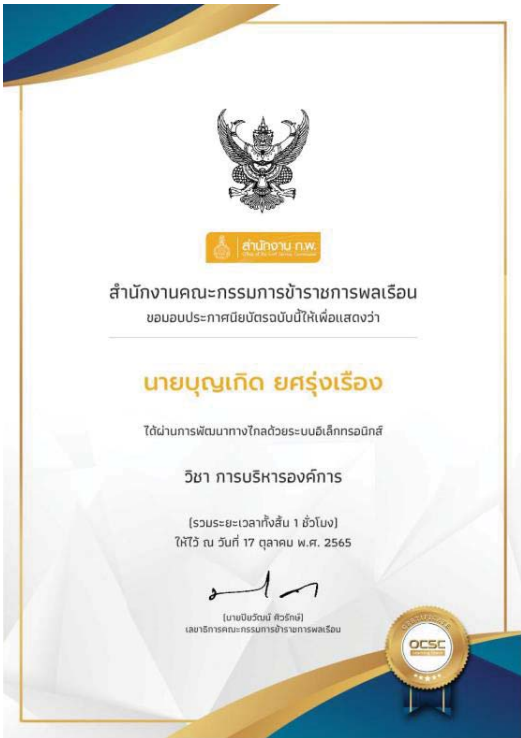 สำนักงาน ก.พ.
สำนักงานคณะกรรมการข้าราชการพลเรือน
ขอมอบประกาศนียบัตรฉบับนี้ให้เพื่อแสดงว่า
นายบุญเกิด ยศรุ่งเรือง
ได้ผ่านการพัฒนาทางไกลด้วยระบบอิเล็กทรอนิกส์
วิชา การบริหารองค์การ
(รวมระยะเวลาทั้งสิ้น 1 ชั่วโมง)
ให้ไว้ ณ วันที่ 17 ตุลาคม พ.ศ. 2565
(นายปิยวัฒน์ ศิวรักษ์)
เลขาธิการคณะกรรมการข้าราชการพลเรือน
CERTIFICATE
OCSC